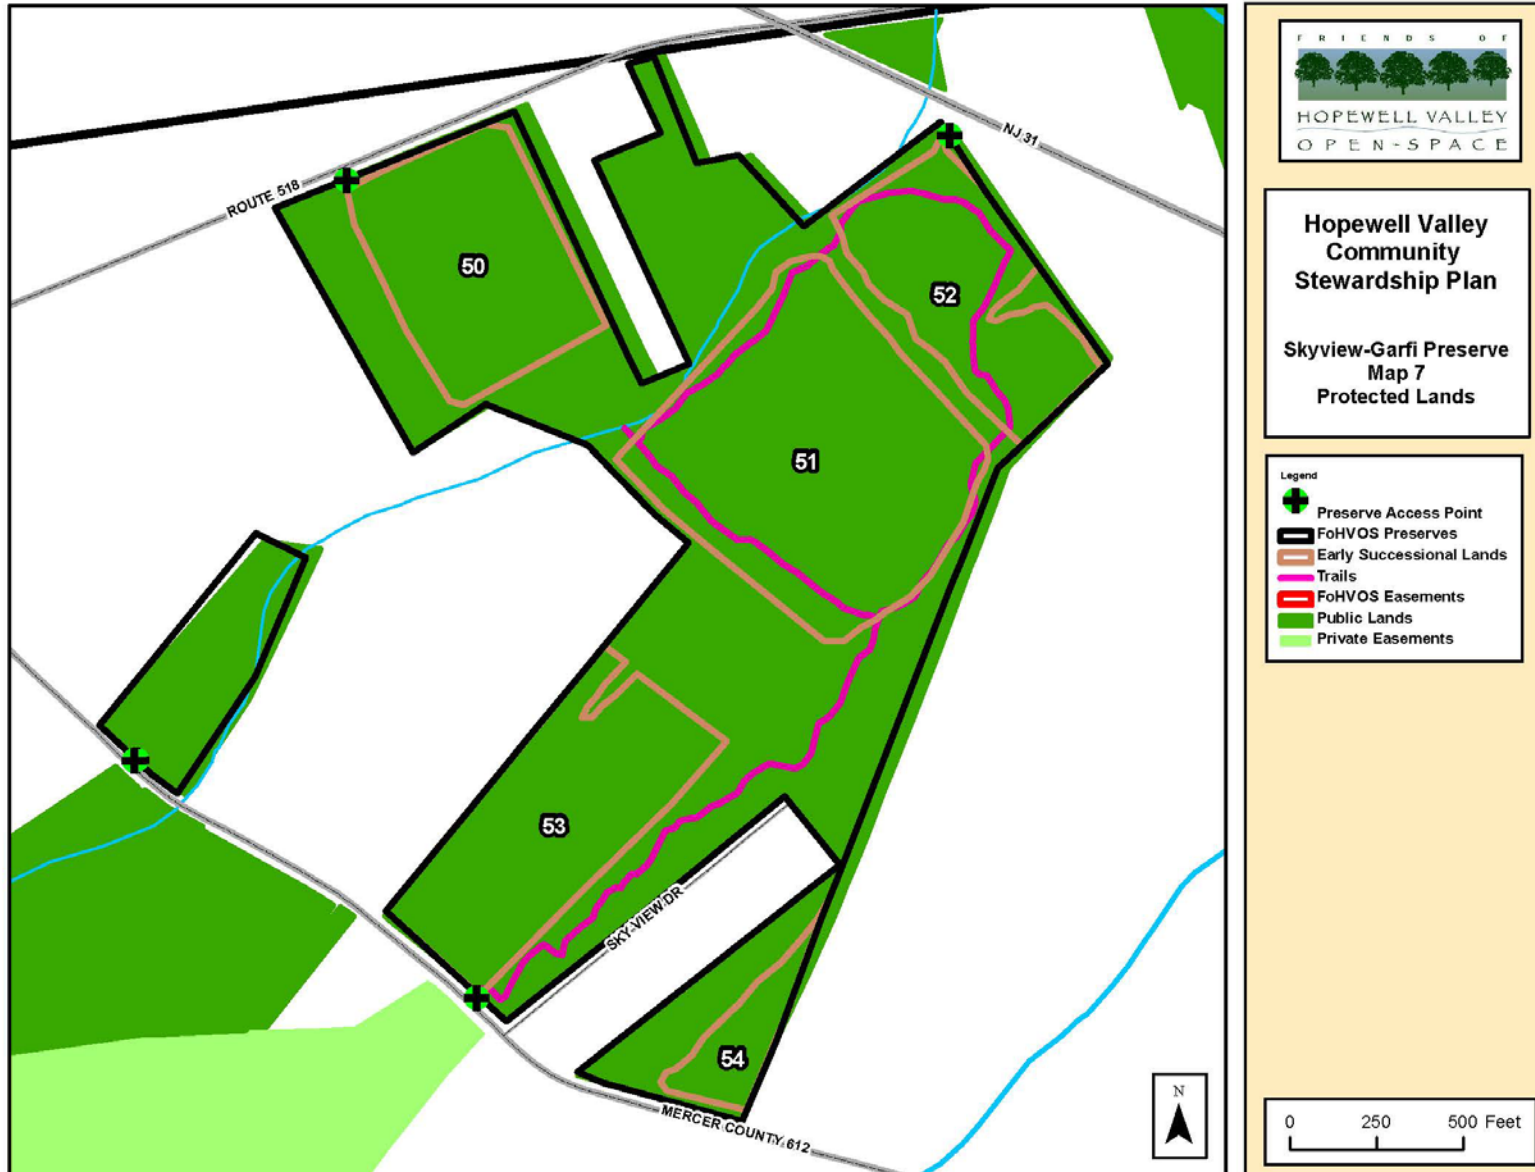 ROUTE 518
NJ 31
50
52
51
53
SKY VIEW DR
54
MERCER COUNTY 612
N
FRIENDS OF
HOPEWELL VALLEY
OPEN-SPACE
Hopewell Valley
Community
Stewardship Plan
Skyview-Garfi Preserve
Map 7
Protected Lands
Legend
Preserve Access Point
FoHVOS Preserves
Early Successional Lands
Trails
FoHVOS Easements
Public Lands
Private Easements
0 250 500 Feet